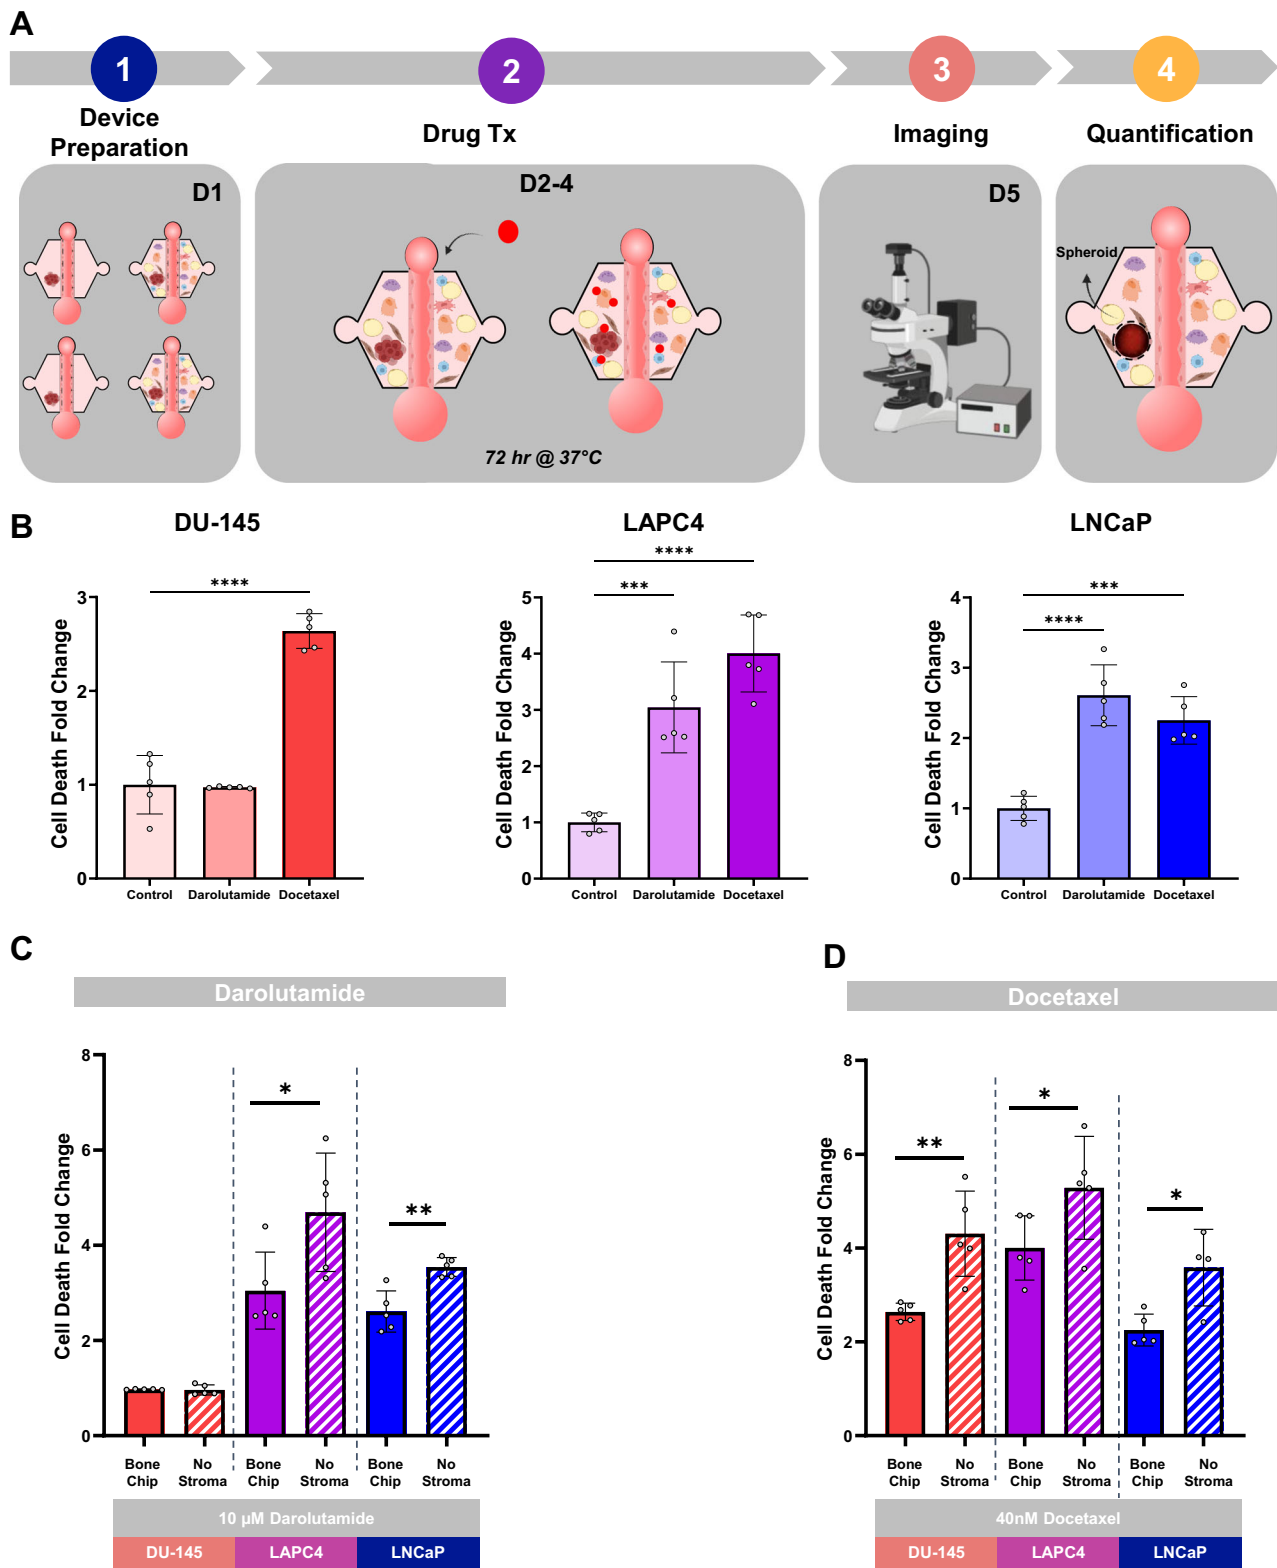 A
1
2
3
4
Device
Preparation
Drug Tx
Imaging
Quantification
D1
D2-4
D5
Spheroid
72 hr @ 37°C
B
DU-145
LAPC4
LNCaP
****
****
***
***
****
Cell Death Fold Change
3
2
1
0
Control
Darolutamide
Docetaxel
Cell Death Fold Change
5
4
3
2
1
0
Control
Darolutamide
Docetaxel
Cell Death Fold Change
4
3
2
1
0
Control
Darolutamide
Docetaxel
C
Darolutamide
Cell Death Fold Change
8
6
4
2
0
*
**
Bone
Chip
No
Stroma
Bone
Chip
No
Stroma
Bone
Chip
No
Stroma
10 µM Darolutamide
DU-145
LAPC4
LNCaP
D
Docetaxel
Cell Death Fold Change
8
6
4
2
0
**
*
*
Bone
Chip
No
Stroma
Bone
Chip
No
Stroma
Bone
Chip
No
Stroma
40nM Docetaxel
DU-145
LAPC4
LNCaP